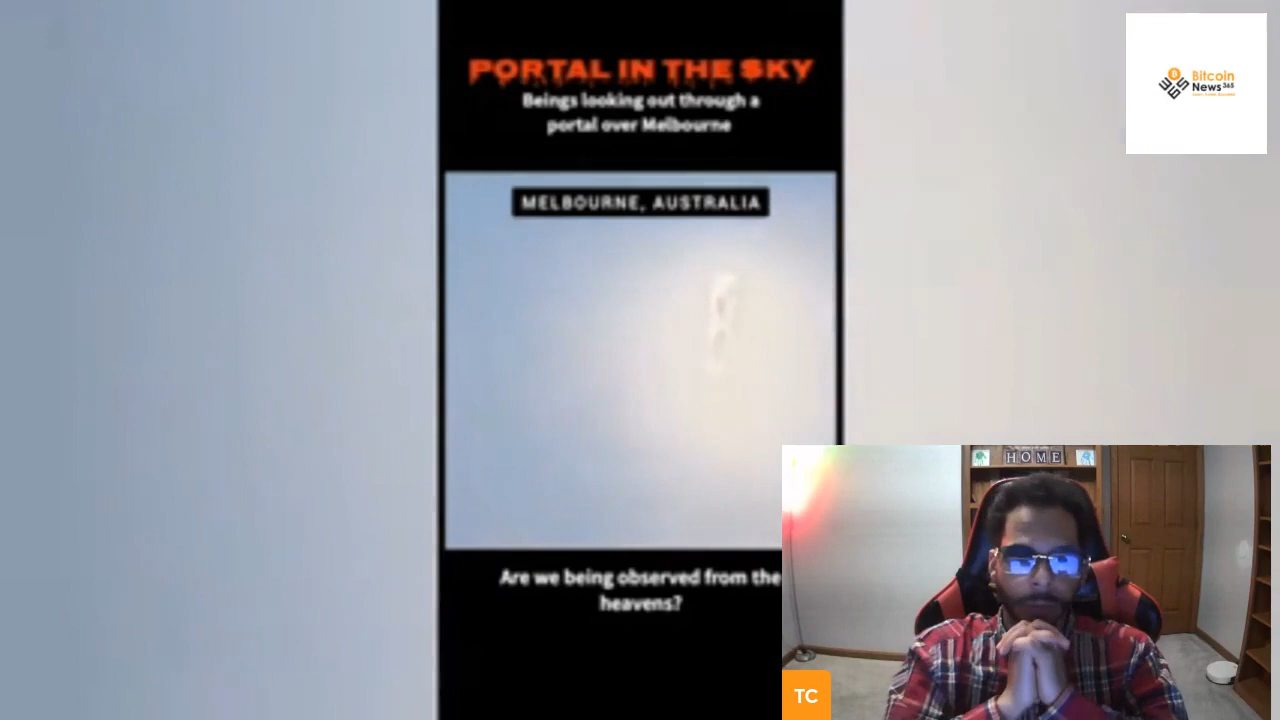 PORTAL IN THE SKY
Beings looking out through a
portal over Melbourne
MELBOURNE, AUSTRALIA
Are we being observed from the
heavens?
Bitcoin
News 365
HOME
TC